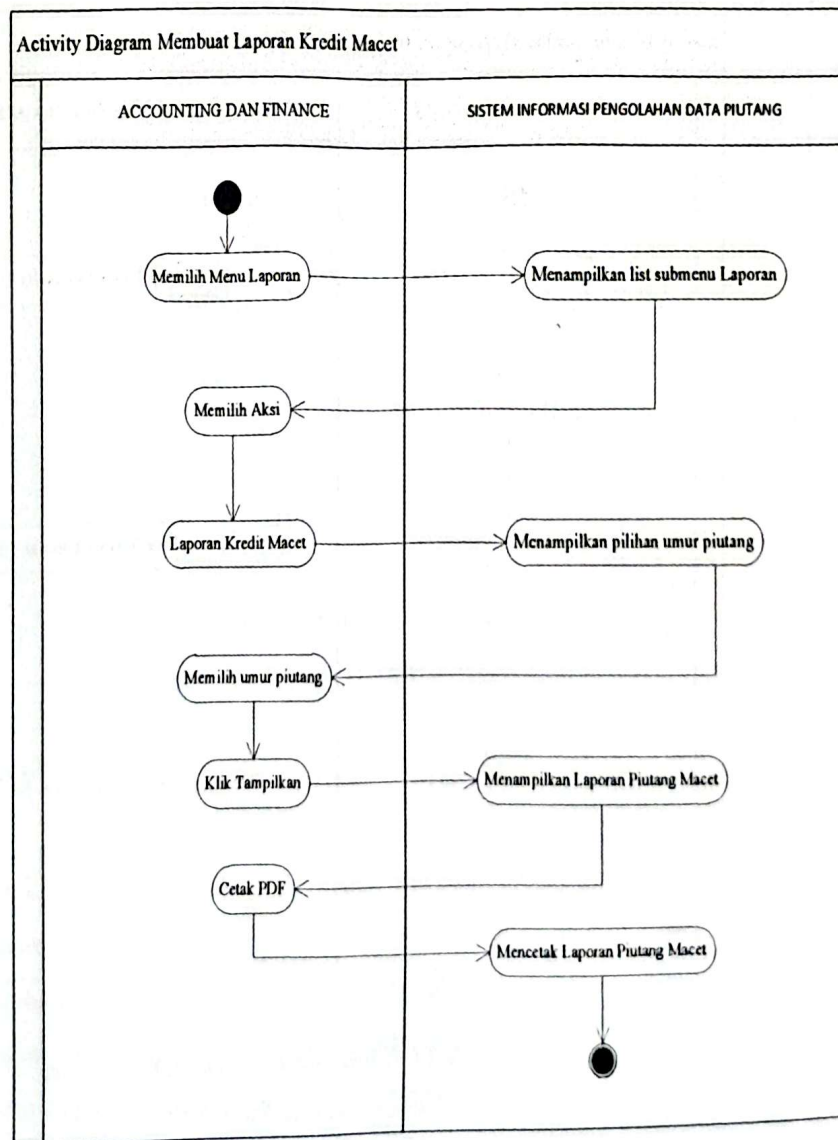 Activity Diagram Membuat Laporan Kredit Macet
ACCOUNTING DAN FINANCE
SISTEM INFORMASI PENGOLAHAN DATA PIUTANG
Memilih Menu Laporan
Menampilkan list submenu Laporan
Memilih Aksi
Laporan Kredit Macet
Menampilkan pilihan umur piutang
Memilih umur piutang
Klik Tampilkan
Menampilkan Laporan Piutang Macet
Cetak PDF
Mencetak Laporan Piutang Macet